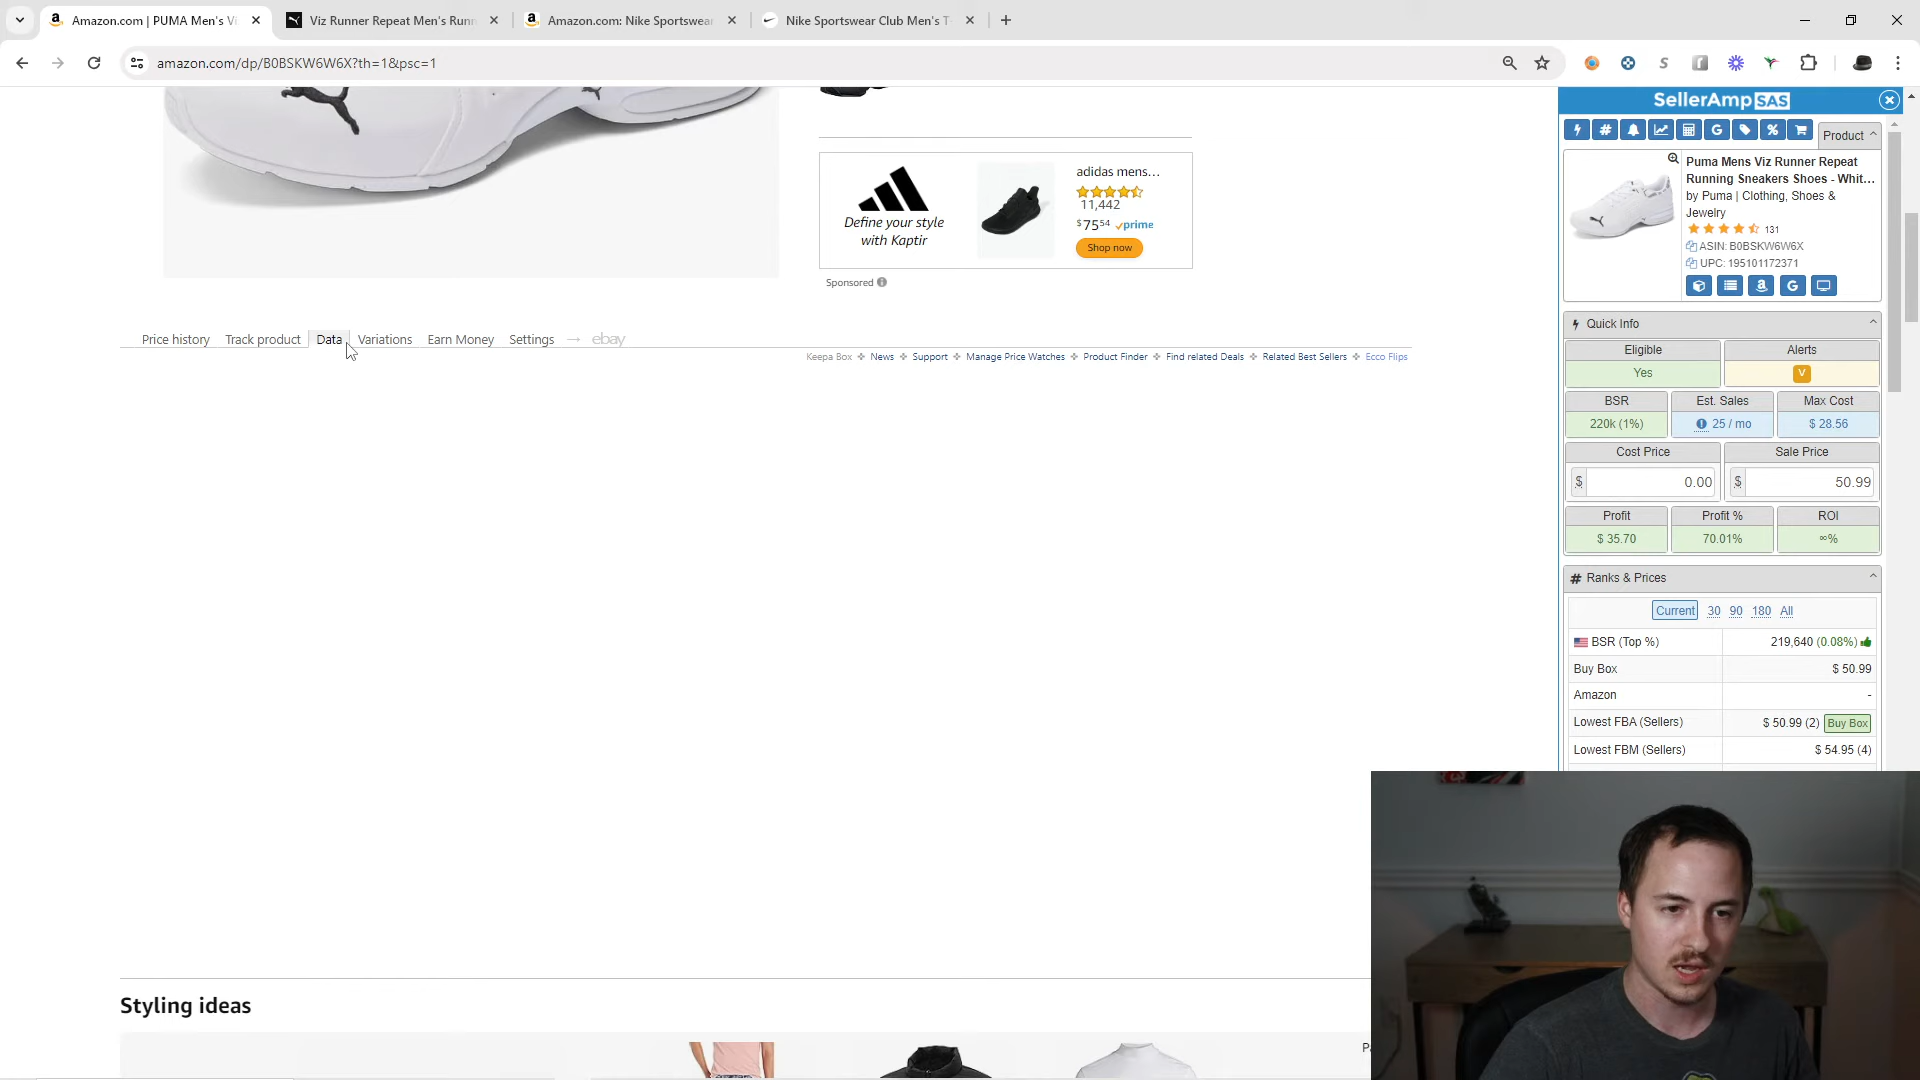 Amazon.com | PUMA Men's Vi
Viz Runner Repeat Men's Runn
Amazon.com: Nike Sportswear
Nike Sportswear Club Men's T
amazon.com/dp/B0BSKW6W6X?th=1&psc=1
Define your style
with Kaptir
adidas mens...
11,442
$75 54 prime
Shop now
Sponsored
Price history
Track product
Data
Variations
Earn Money
Settings
ebay
Keepa Box
News
Support
Manage Price Watches
Product Finder
Find related Deals
Related Best Sellers
Ecco Flips
Styling ideas
SellerAmp SAS
Product
Puma Mens Viz Runner Repeat
Running Sneakers Shoes - Whit...
by Puma | Clothing, Shoes &
Jewelry
131
ASIN: B0BSKW6W6X
UPC: 195101172371
Quick Info
Eligible
Alerts
Yes
V
BSR
Est. Sales
Max Cost
220k (1%)
25 / mo
$ 28.56
Cost Price
Sale Price
$ 0.00
$ 50.99
Profit
Profit %
ROI
$ 35.70
70.01%
∞%
# Ranks & Prices
Current 30 90 180 All
BSR (Top %) 219,640 (0.08%)
Buy Box $ 50.99
Amazon -
Lowest FBA (Sellers) $ 50.99 (2) Buy Box
Lowest FBM (Sellers) $ 54.95 (4)